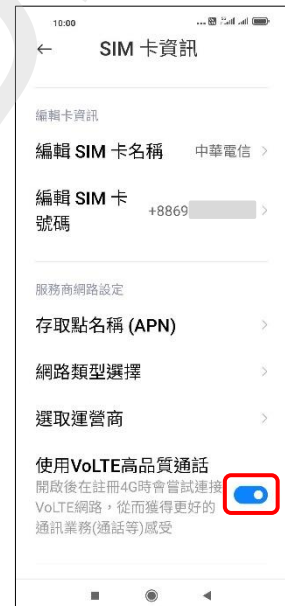 10:00
SIM 卡資訊
編輯卡資訊
編輯 SIM 卡名稱 中華電信
編輯 SIM 卡
號碼 +8869
服務商網路設定
存取點名稱 (APN)
網路類型選擇
選取運營商
使用VoLTE高品質通話
開啟後在註冊4G時會嘗試連接
VoLTE網路，從而獲得更好的
通訊業務(通話等)感受